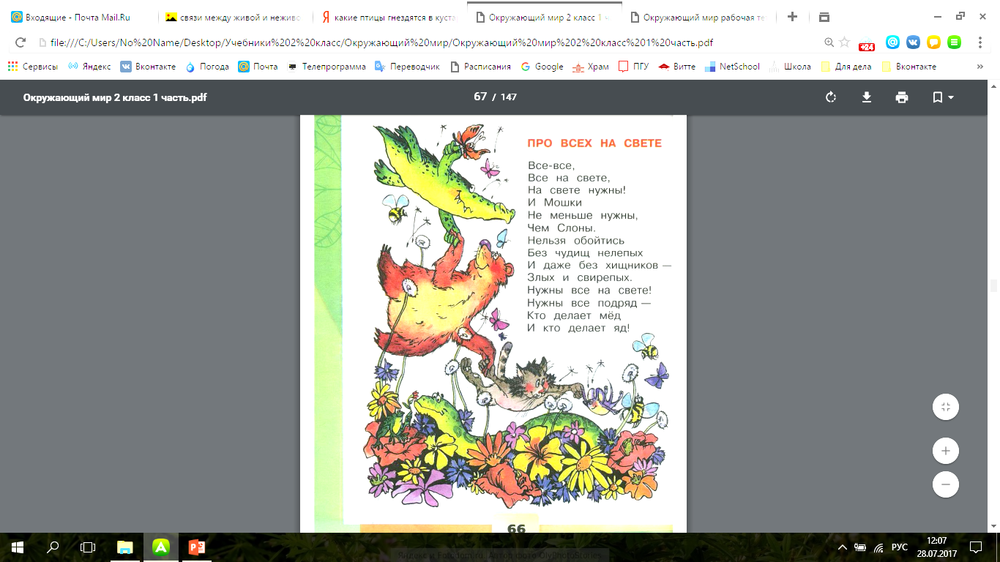 Входящие - Почта Mail.Ru
связи между живой и неживо
какие птицы гнездятся в куста
Окружающий мир 2 класс 1 ч
Окружающий мир рабочая те
file:///C:/Users/No%20Name/Desktop/Учебники%202%20класс/Окружающий%20мир/Окружающий%20мир%202%20класс%201%20часть.pdf
+24
Сервисы Яндекс Вконтакте Погода Почта Телепрограмма Переводчик Расписания Google Храм ПГУ Витте NetSchool Школа Для дела Вконтакте »
Окружающий мир 2 класс 1 часть.pdf
67 / 147
ПРО ВСЕХ НА СВЕТЕ
Все-все,
Все на свете,
На свете нужны!
И Мошки
Не меньше нужны,
Чем Слоны.
Нельзя обойтись
Без чудищ нелепых
И даже без хищников —
Злых и свирепых.
Нужны все на свете!
Нужны все подряд —
Кто делает мёд
И кто делает яд!
66
РУС
12:07
28.07.2017